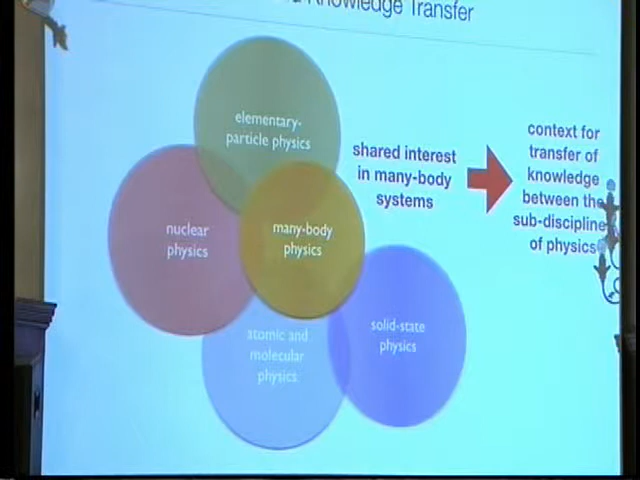 Knowledge Transfer
elementary-
particle physics
shared interest
in many-body
systems
context for
transfer of
knowledge
between the
sub-discipline
of physics
nuclear
physics
many-body
physics
solid-state
physics
atomic and
molecular
physics